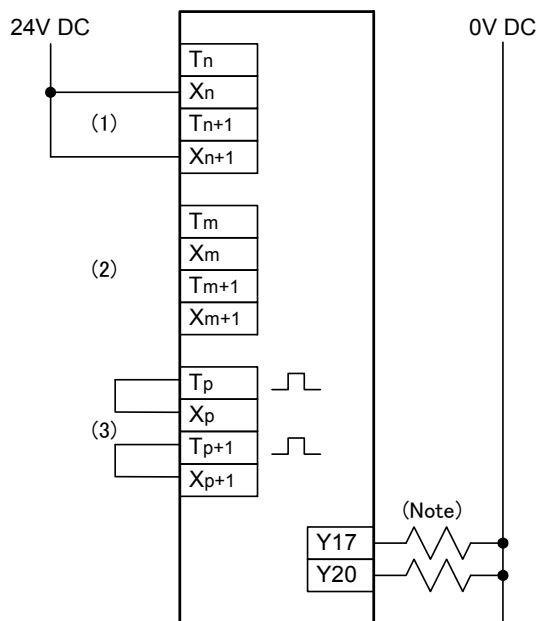 24V DC
0V DC
Tn
Xn
Tn+1
Xn+1
(1)
Tm
Xm
Tm+1
Xm+1
(2)
Tp
Xp
Tp+1
Xp+1
(3)
(Note)
Y17
Y20